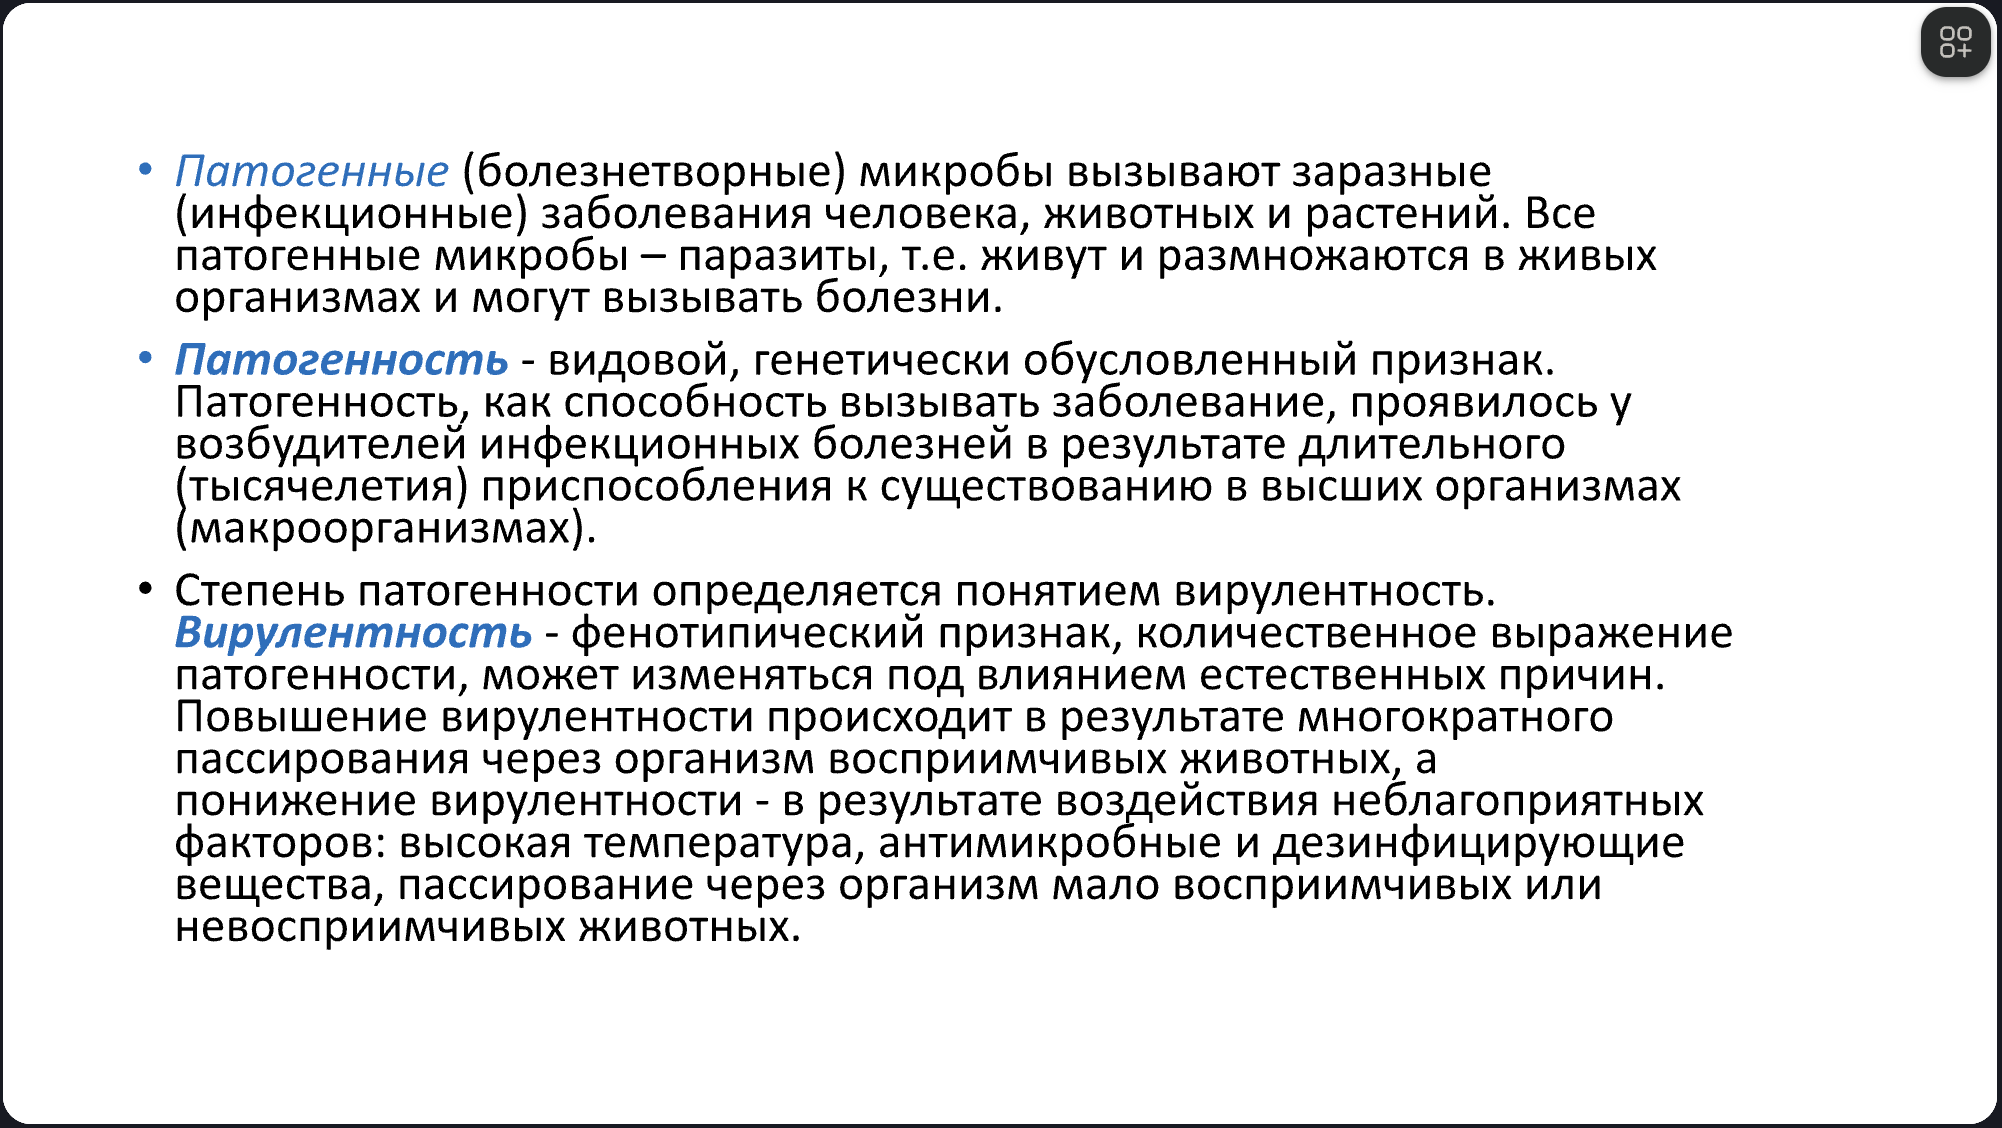 • Патогенные (болезнетворные) микробы вызывают заразные
(инфекционные) заболевания человека, животных и растений. Все
патогенные микробы – паразиты, т.е. живут и размножаются в живых
организмах и могут вызывать болезни.
• Патогенность - видовой, генетически обусловленный признак.
Патогенность, как способность вызывать заболевание, проявилось у
возбудителей инфекционных болезней в результате длительного
(тысячелетия) приспособления к существованию в высших организмах
(макроорганизмах).
• Степень патогенности определяется понятием вирулентность.
Вирулентность - фенотипический признак, количественное выражение
патогенности, может изменяться под влиянием естественных причин.
Повышение вирулентности происходит в результате многократного
пассирования через организм восприимчивых животных, а
понижение вирулентности - в результате воздействия неблагоприятных
факторов: высокая температура, антимикробные и дезинфицирующие
вещества, пассирование через организм мало восприимчивых или
невосприимчивых животных.